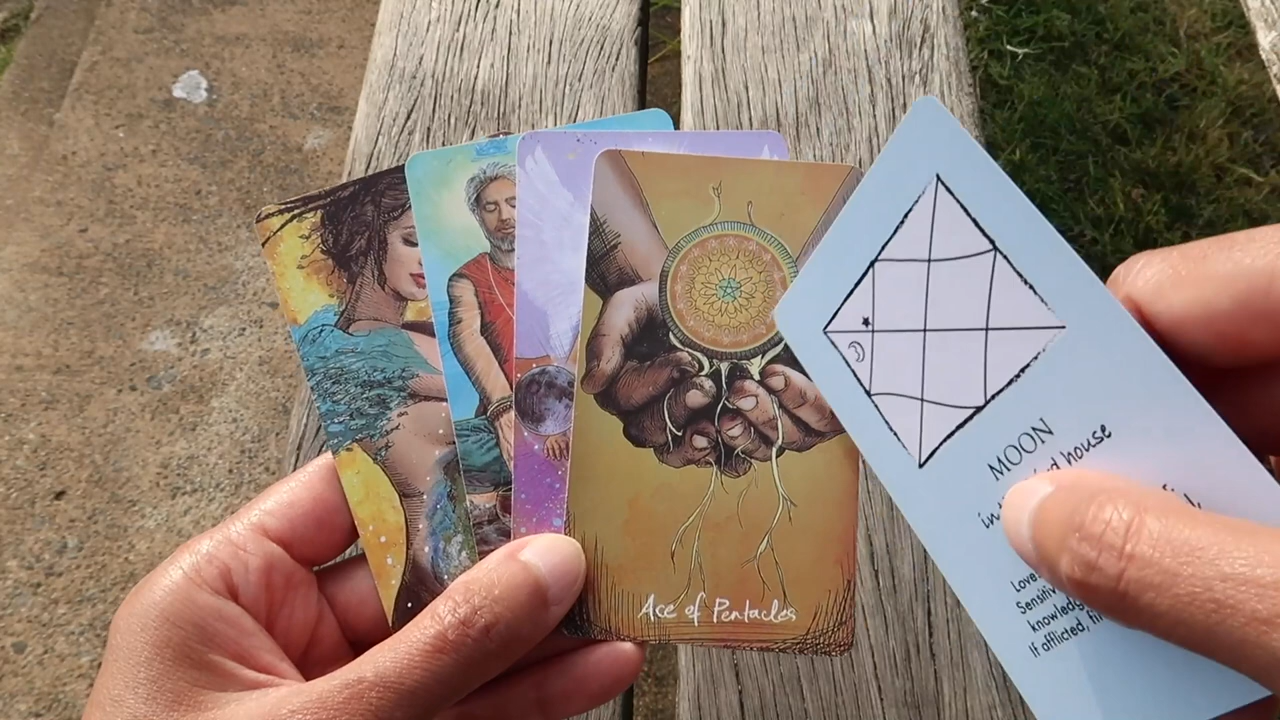 Ace of Pentacles
MOON
in house
Love
Sensitiv
knowledg
If afflicted,